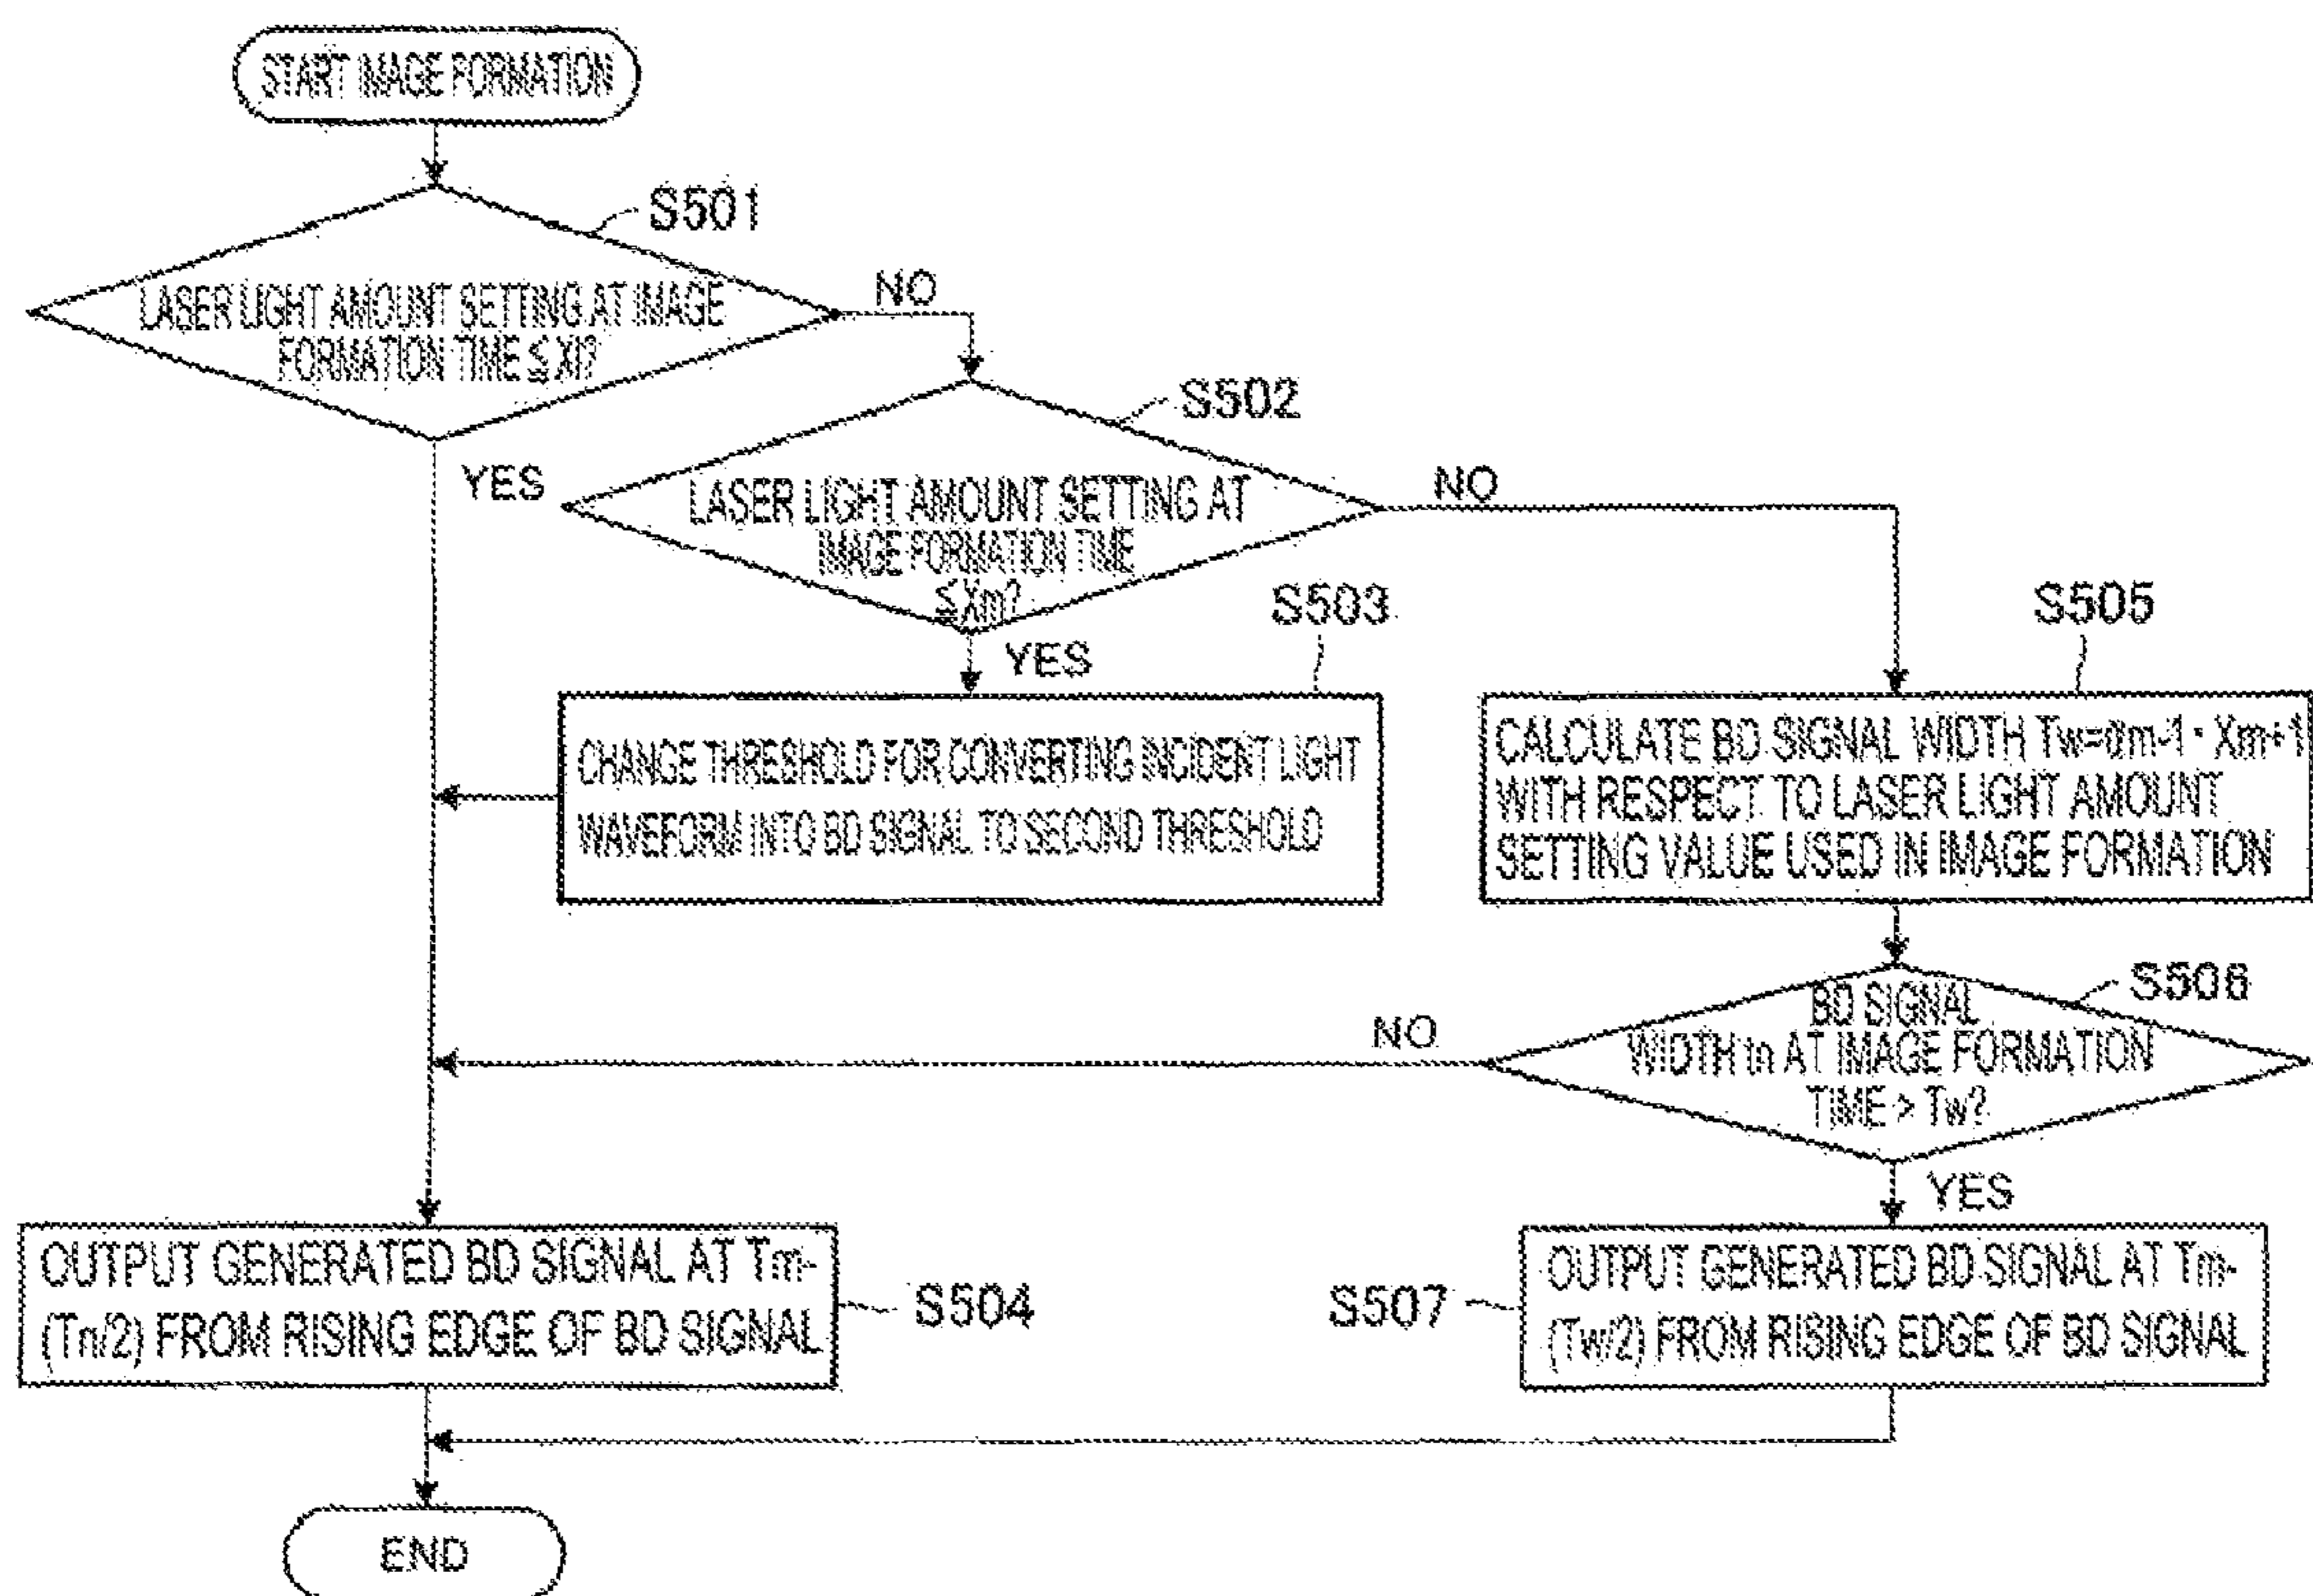 START IMAGE FORMATION
S501
LASER LIGHT AMOUNT SETTING AT IMAGE
FORMATION TIME ≦ Xl?
NO
YES
S502
LASER LIGHT AMOUNT SETTING AT
IMAGE FORMATION TIME
≦ Xm?
NO
YES
S503
CHANGE THRESHOLD FOR CONVERTING INCIDENT LIGHT
WAVEFORM INTO BD SIGNAL TO SECOND THRESHOLD
S505
CALCULATE BD SIGNAL WIDTH Tw=αm-1・Xm+1
WITH RESPECT TO LASER LIGHT AMOUNT
SETTING VALUE USED IN IMAGE FORMATION
S506
BD SIGNAL
WIDTH tn AT IMAGE FORMATION
TIME > Tw?
NO
YES
OUTPUT GENERATED BD SIGNAL AT Tm-
(Tn/2) FROM RISING EDGE OF BD SIGNAL
S504
S507
OUTPUT GENERATED BD SIGNAL AT Tm-
(Tw/2) FROM RISING EDGE OF BD SIGNAL
END